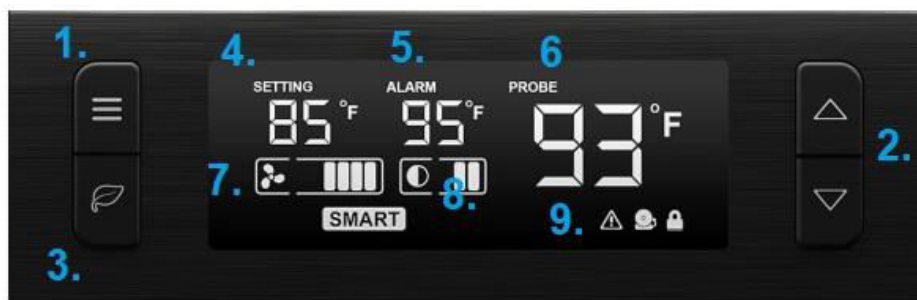 1.
4.
5.
6
SETTING
ALARM
PROBE
85°F
95°F
93°F
2.
7.
8.
SMART
9.
3.